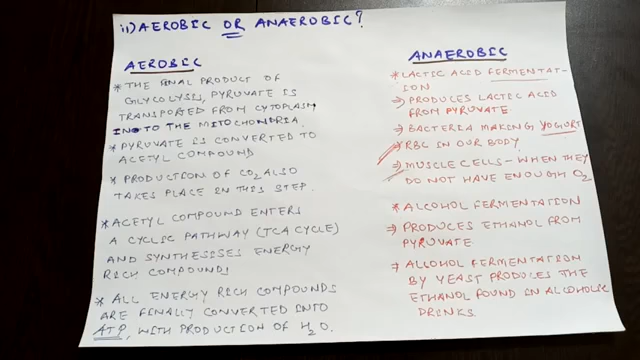 ii) AEROBIC OR ANAEROBIC?
AEROBIC
* THE FINAL PRODUCT OF
GLYCOLYSIS, PYRUVATE IS
TRANSPORTED FROM CYTOPLASM
INTO THE MITOCHONDRIA.
* PYRUVATE IS CONVERTED TO
ACETYL COMPOUND
* PRODUCTION OF CO2 ALSO
TAKES PLACE IN THIS STEP.
* ACETYL COMPOUND ENTERS
A CYCLIC PATHWAY (TCA CYCLE)
AND SYNTHESISES ENERGY
RICH COMPOUNDS
* ALL ENERGY RICH COMPOUNDS
ARE FINALLY CONVERTED INTO
ATP, WITH PRODUCTION OF H2O.
ANAEROBIC
* LACTIC ACID FERMENTAT-
ION
⇒ PRODUCES LACTIC ACID
FROM PYRUVATE
⇒ BACTERIA MAKING YOGURT
⇒ RBC IN OUR BODY
⇒ MUSCLE CELLS - WHEN THEY
DO NOT HAVE ENOUGH O2
* ALCOHOL FERMENTATION
⇒ PRODUCES ETHANOL FROM
PYRUVATE
⇒ ALCOHOL FERMENTATION
BY YEAST PRODUCES THE
ETHANOL FOUND IN ALCOHOLIC
DRINKS